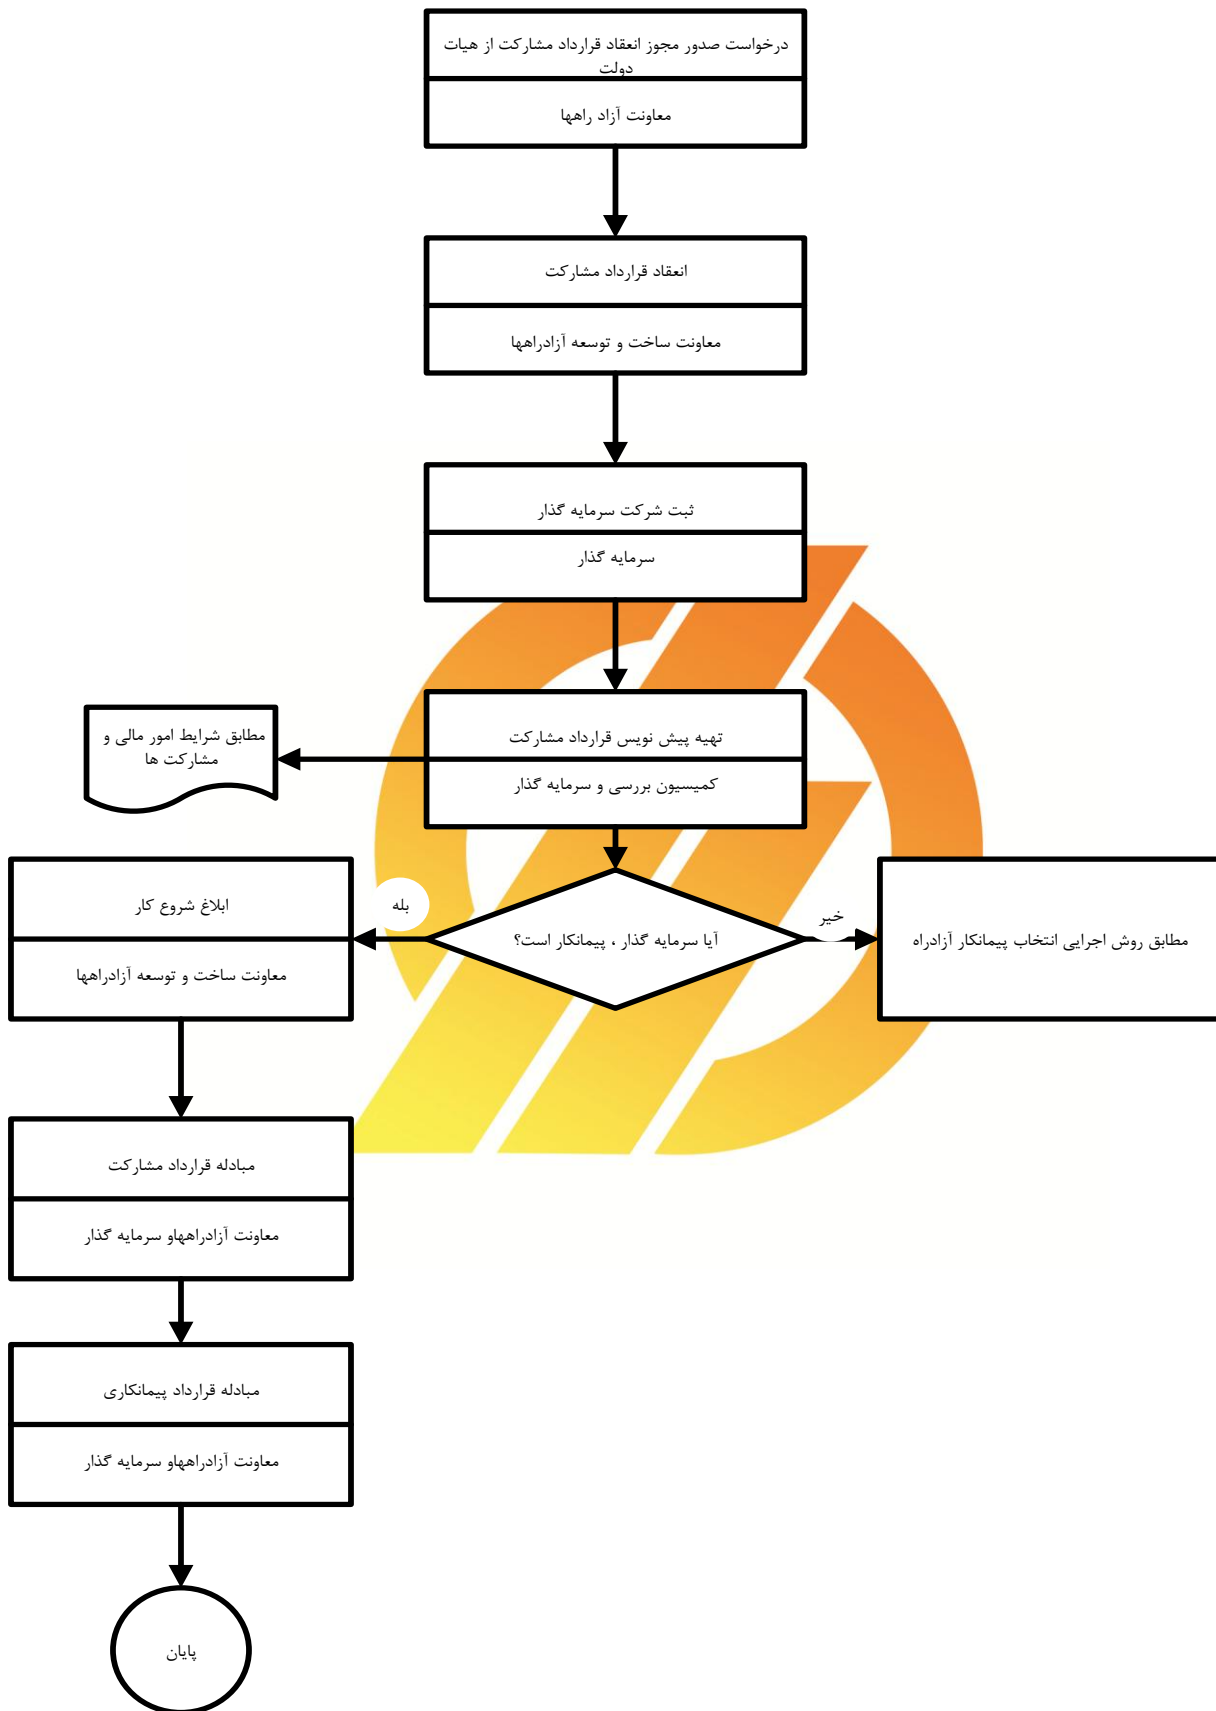 درخواست صدور مجوز انعقاد قرارداد مشارکت از هیات
دولت
معاونت آزاد راهها
انعقاد قرارداد مشارکت
معاونت ساخت و توسعه آزادراهها
ثبت شرکت سرمایه گذار
سرمایه گذار
تهیه پیش نویس قرارداد مشارکت
کمیسیون بررسی و سرمایه گذار
مطابق شرایط امور مالی و
مشارکت ها
آیا سرمایه گذار ، پیمانکار است؟
خیر
مطابق روش اجرایی انتخاب پیمانکار آزادراه
بله
ابلاغ شروع کار
معاونت ساخت و توسعه آزادراهها
مبادله قرارداد مشارکت
معاونت آزادراههاو سرمایه گذار
مبادله قرارداد پیمانکاری
معاونت آزادراههاو سرمایه گذار
پایان